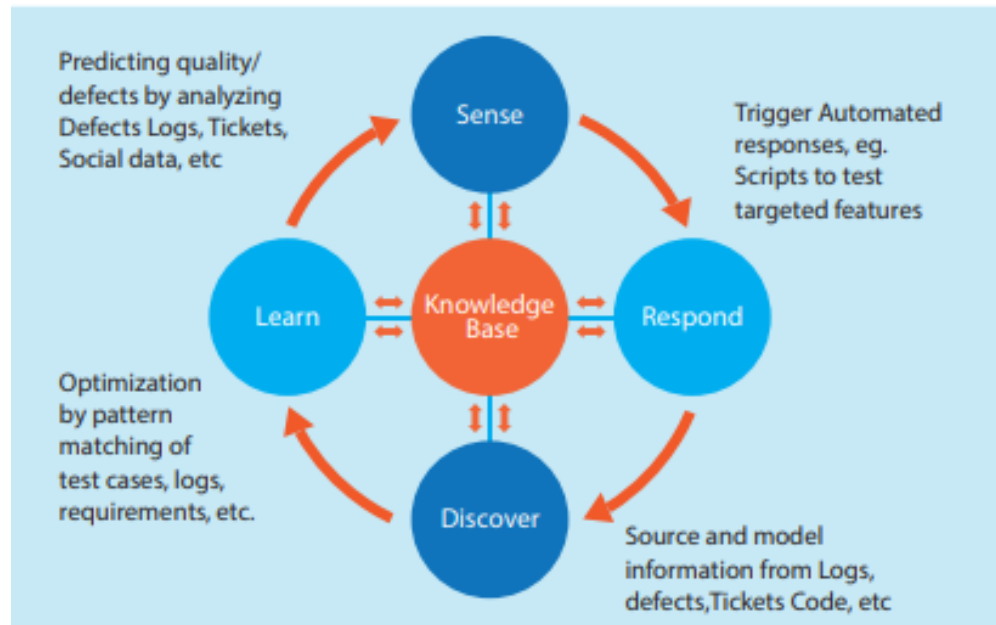 Predicting quality/
defects by analyzing
Defects Logs, Tickets,
Social data, etc
Sense
Trigger Automated
responses, eg.
Scripts to test
targeted features
Learn
Knowledge
Base
Respond
Optimization
by pattern
matching of
test cases, logs,
requirements, etc.
Discover
Source and model
information from Logs,
defects,Tickets Code, etc